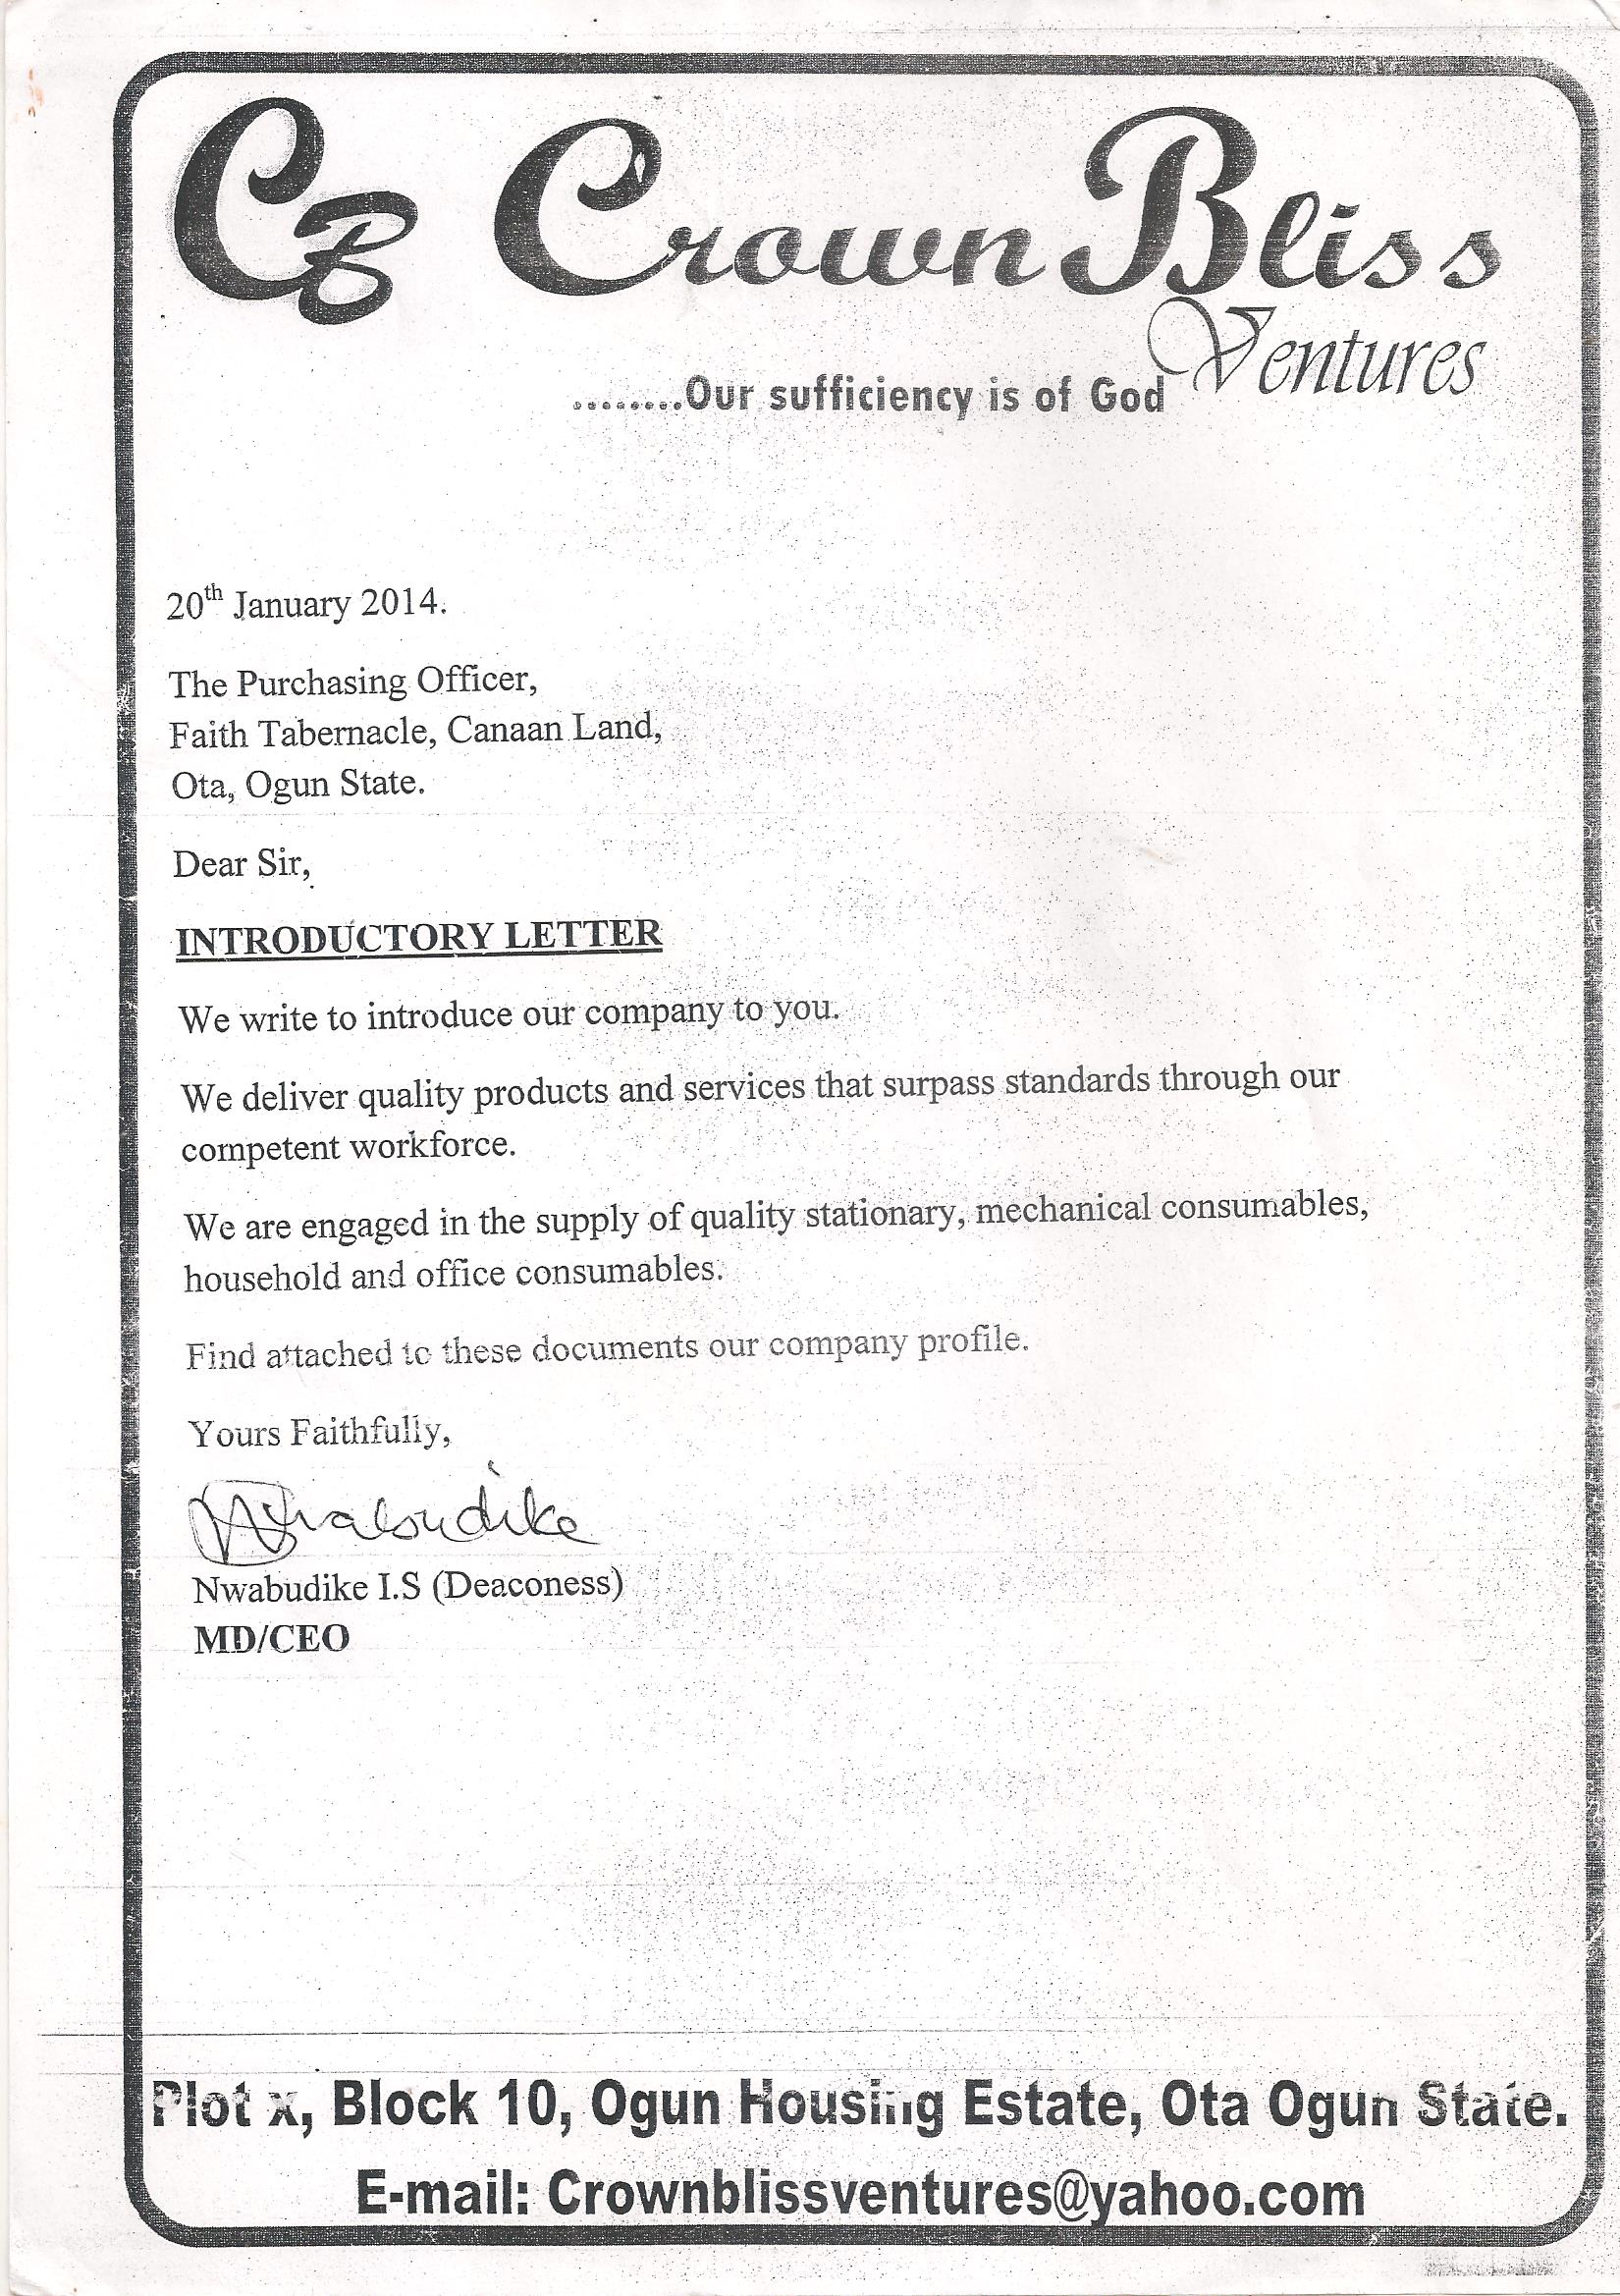 CB Crown Bliss
Ventures
........Our sufficiency is of God
20th January 2014.
The Purchasing Officer,
Faith Tabernacle, Canaan Land,
Ota, Ogun State.
Dear Sir,
INTRODUCTORY LETTER
We write to introduce our company to you.
We deliver quality products and services that surpass standards through our
competent workforce.
We are engaged in the supply of quality stationary, mechanical consumables,
household and office consumables.
Find attached to these documents our company profile.
Yours Faithfully,
Nwabudike
Nwabudike I.S (Deaconess)
MD/CEO
Plot x, Block 10, Ogun Housing Estate, Ota Ogun State.
E-mail: Crownblissventures@yahoo.com